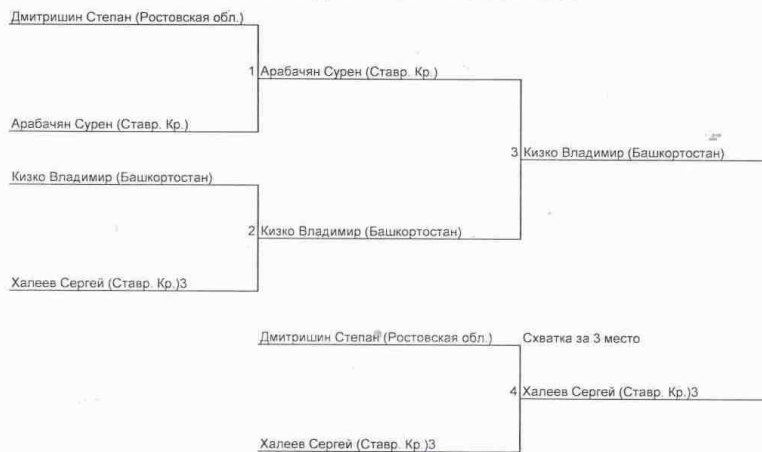 Дмитришин Степан (Ростовская обл.)
1 Арабачян Сурен (Ставр. Кр.)
Арабачян Сурен (Ставр. Кр.)
3 Кизко Владимир (Башкортостан)
Кизко Владимир (Башкортостан)
2 Кизко Владимир (Башкортостан)
Халеев Сергей (Ставр. Кр.)3
Дмитришин Степан (Ростовская обл.)
Схватка за 3 место
4 Халеев Сергей (Ставр. Кр.)3
Халеев Сергей (Ставр. Кр.)3